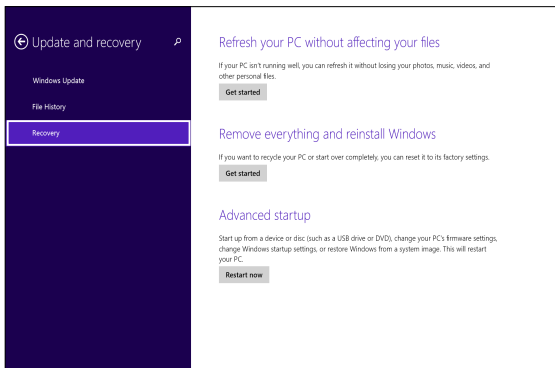 Update and recovery
Windows Update
File History
Recovery
Refresh your PC without affecting your files
If your PC isn't running well, you can refresh it without losing your photos, music, videos, and
other personal files.
Get started
Remove everything and reinstall Windows
If you want to recycle your PC or start over completely, you can reset it to its factory settings.
Get started
Advanced startup
Start up from a device or disc (such as a USB drive or DVD), change your PC's firmware settings,
change Windows startup settings, or restore Windows from a system image. This will restart
your PC.
Restart now